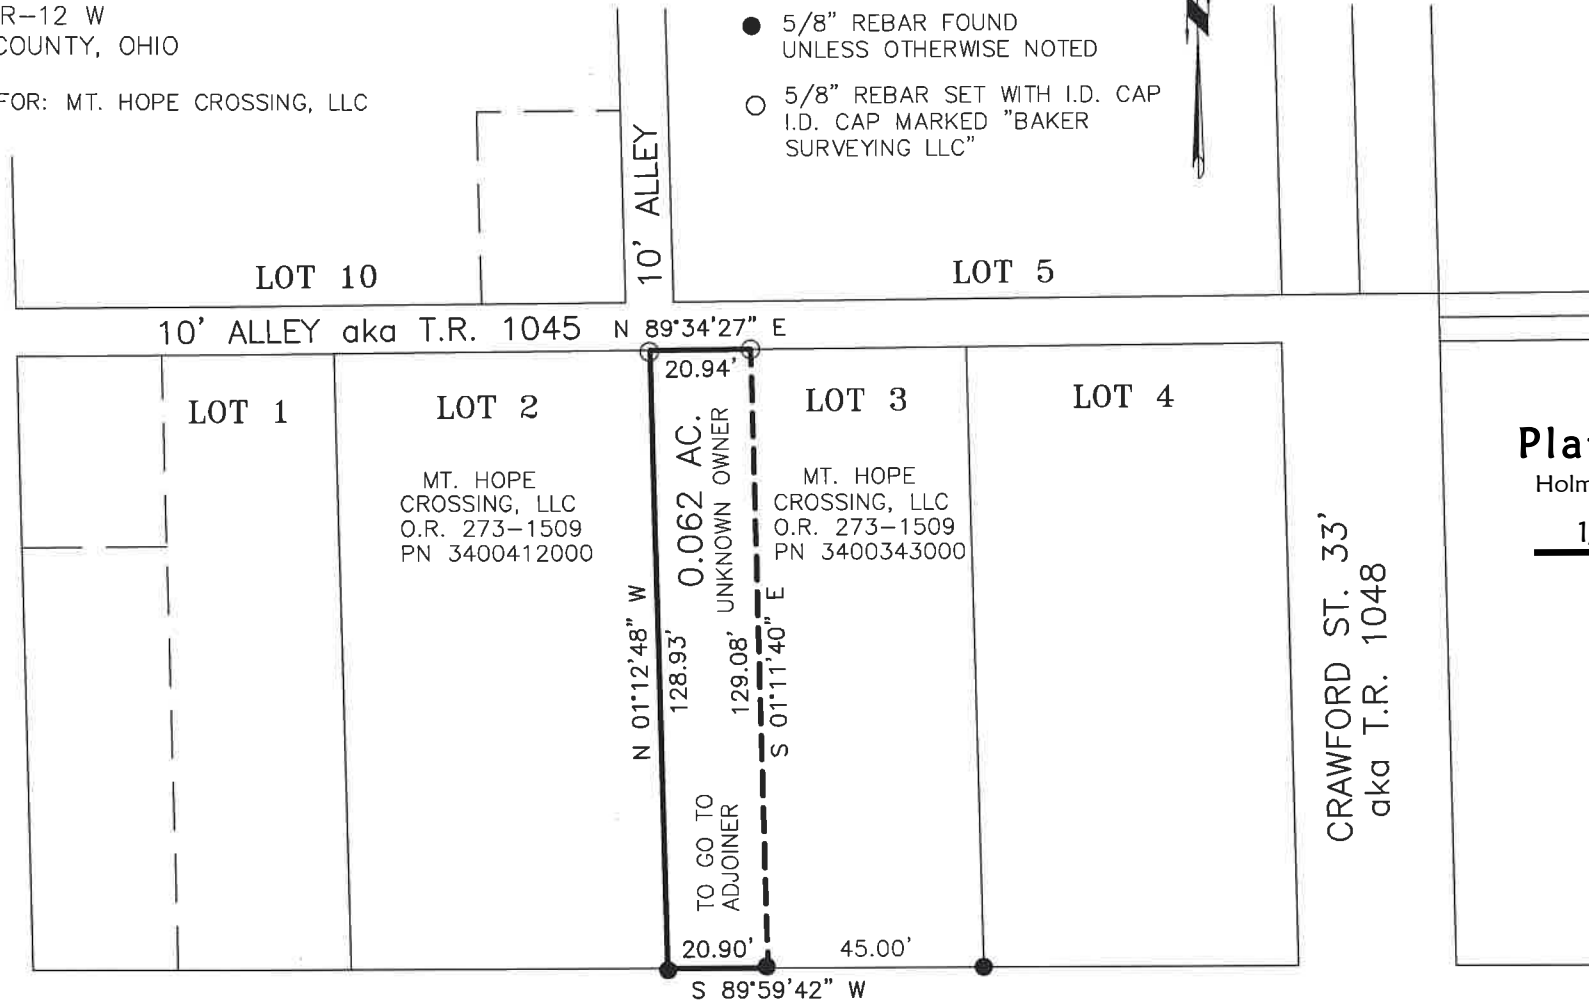 R-12 W
COUNTY, OHIO
FOR: MT. HOPE CROSSING, LLC
5/8" REBAR FOUND
UNLESS OTHERWISE NOTED
5/8" REBAR SET WITH I.D. CAP
I.D. CAP MARKED "BAKER
SURVEYING LLC"
10' ALLEY
LOT 10
LOT 5
10' ALLEY aka T.R. 1045
N 89°34'27" E
20.94'
LOT 1
LOT 2
LOT 3
LOT 4
MT. HOPE
CROSSING, LLC
O.R. 273-1509
PN 3400412000
0.062 AC.
UNKNOWN OWNER
MT. HOPE
CROSSING, LLC
O.R. 273-1509
PN 3400343000
N 01°12'48" W
128.93'
129.08'
S 01°11'40" E
TO GO TO
ADJOINER
20.90'
45.00'
S 89°59'42" W
CRAWFORD ST. 33'
aka T.R. 1048
Pla
Holm
1